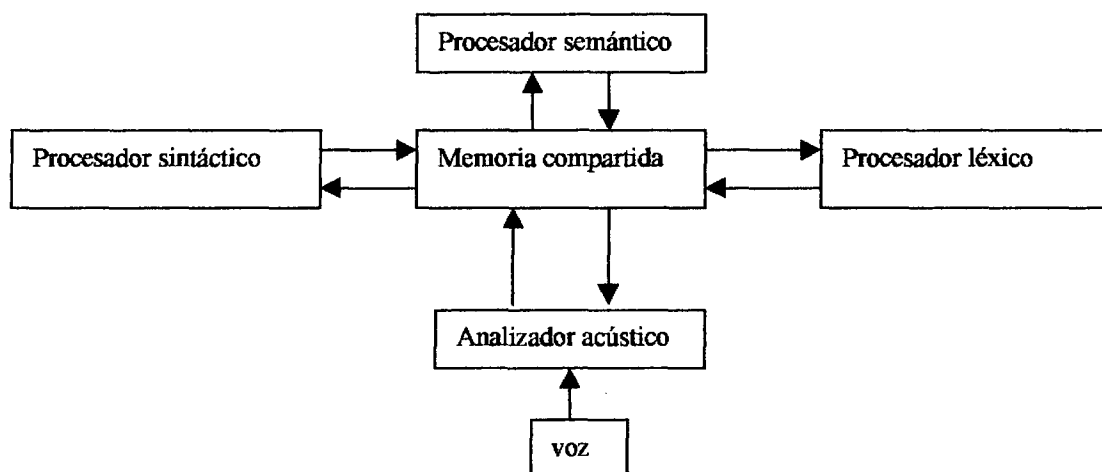 Procesador semántico
Procesador sintáctico
Memoria compartida
Procesador léxico
Analizador acústico
voz